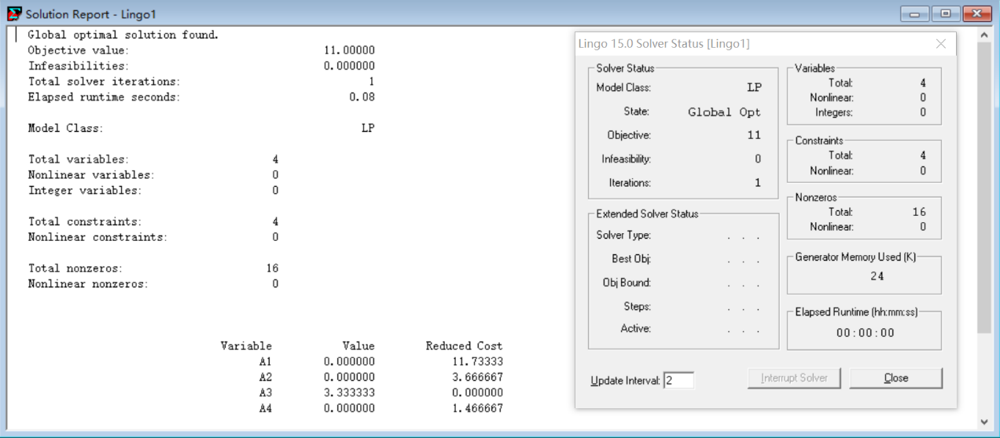 Solution Report - Lingo1
Global optimal solution found.
Objective value: 11.00000
Infeasibilities: 0.000000
Total solver iterations: 1
Elapsed runtime seconds: 0.08
Model Class: LP
Total variables: 4
Nonlinear variables: 0
Integer variables: 0
Total constraints: 4
Nonlinear constraints: 0
Total nonzeros: 16
Nonlinear nonzeros: 0
Variable Value Reduced Cost
A1 0.000000 11.73333
A2 0.000000 3.666667
A3 3.333333 0.000000
A4 0.000000 1.466667
Lingo 15.0 Solver Status [Lingo1]
Solver Status
Model Class: LP
State: Global Opt
Objective: 11
Infeasibility: 0
Iterations: 1
Extended Solver Status
Solver Type: . . .
Best Obj: . . .
Obj Bound: . . .
Steps: . . .
Active: . . .
Variables
Total: 4
Nonlinear: 0
Integers: 0
Constraints
Total: 4
Nonlinear: 0
Nonzeros
Total: 16
Nonlinear: 0
Generator Memory Used (K)
24
Elapsed Runtime (hh:mm:ss)
00:00:00
Update Interval: 2
Interrupt Solver
Close